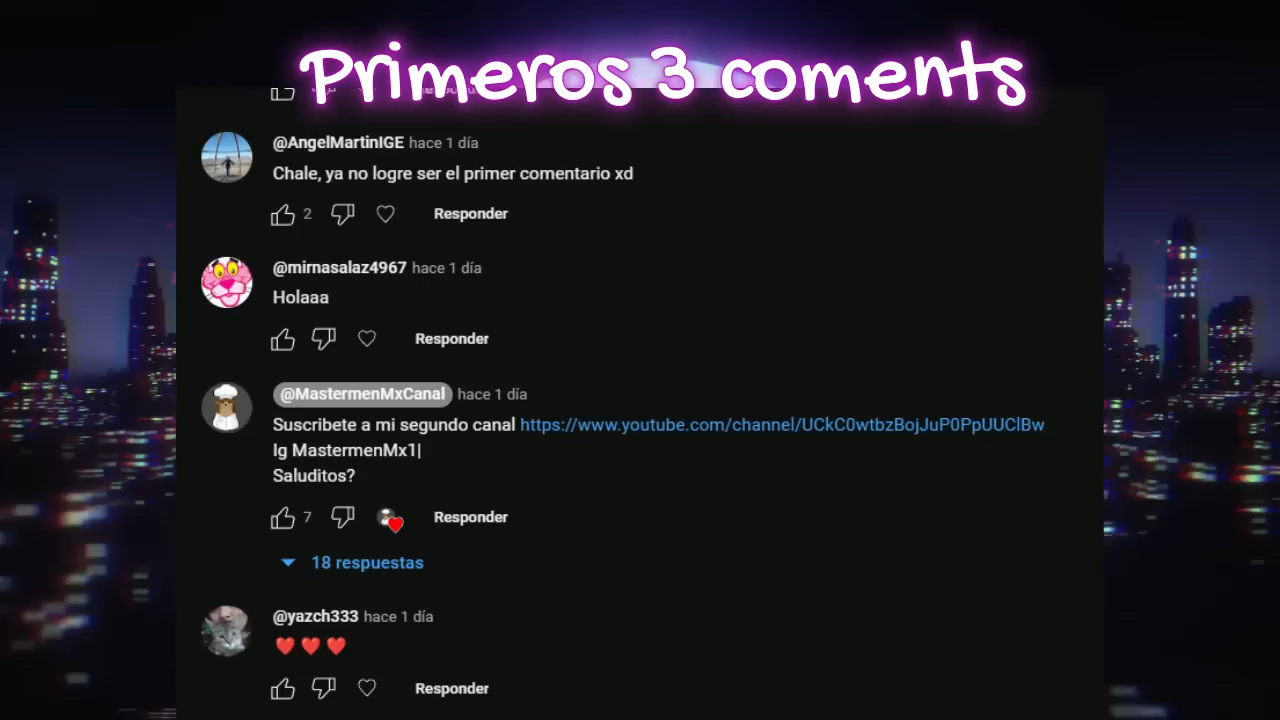 Primeros 3 coments
@AngelMartinIGE hace 1 día
Chale, ya no logre ser el primer comentario xd
2 Responder
@mirnasalaz4967 hace 1 día
Holaaa
Responder
@MastermenMxCanal hace 1 día
Suscribete a mi segundo canal https://www.youtube.com/channel/UCkC0wtbzBojJuP0PpUUClBw
Ig MastermenMx1|
Saluditos?
7 Responder
18 respuestas
@yazch333 hace 1 día
❤️❤️❤️
Responder